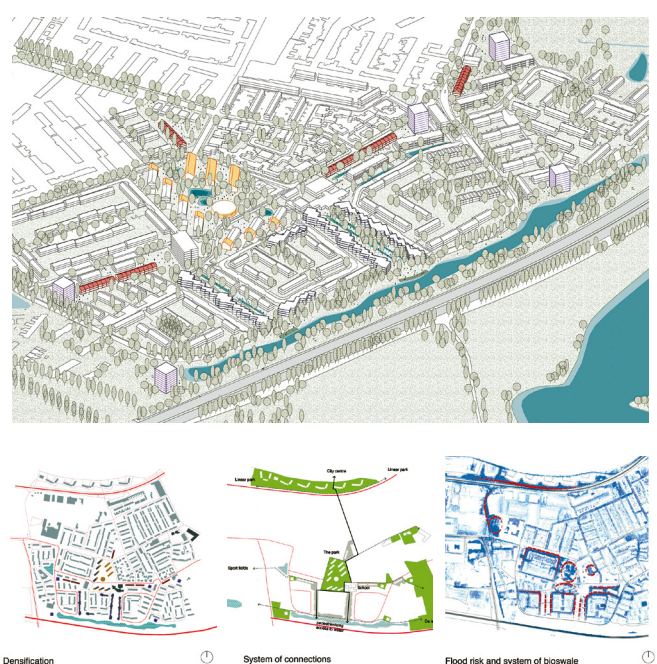 City centre
Linear park
Linear park
The park
Sport fields
School
Densification
System of connections
Flood risk and system of bioswale